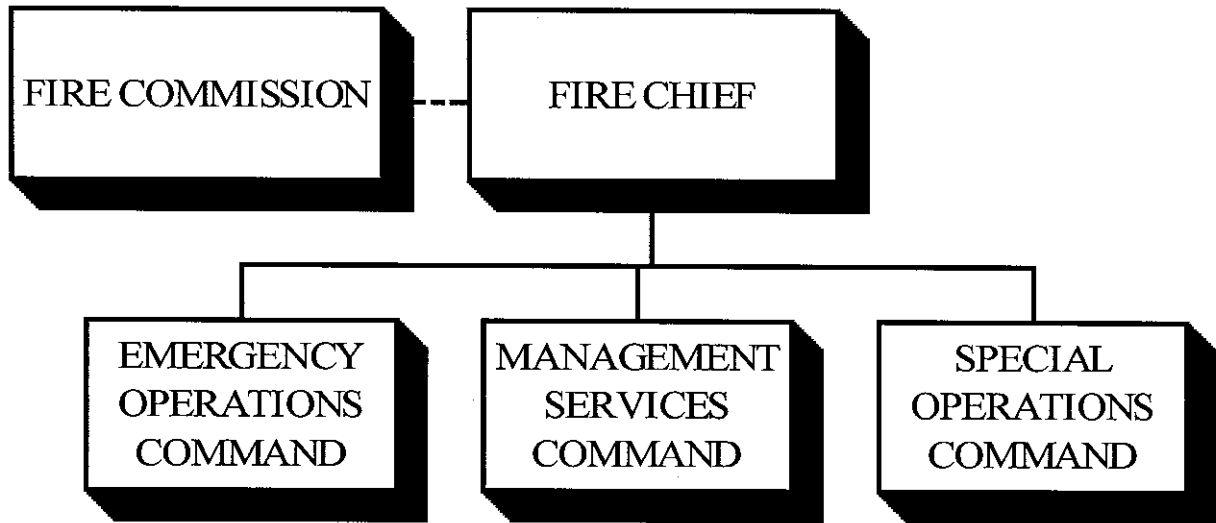 FIRE COMMISSION
FIRE CHIEF
EMERGENCY
OPERATIONS
COMMAND
MANAGEMENT
SERVICES
COMMAND
SPECIAL
OPERATIONS
COMMAND